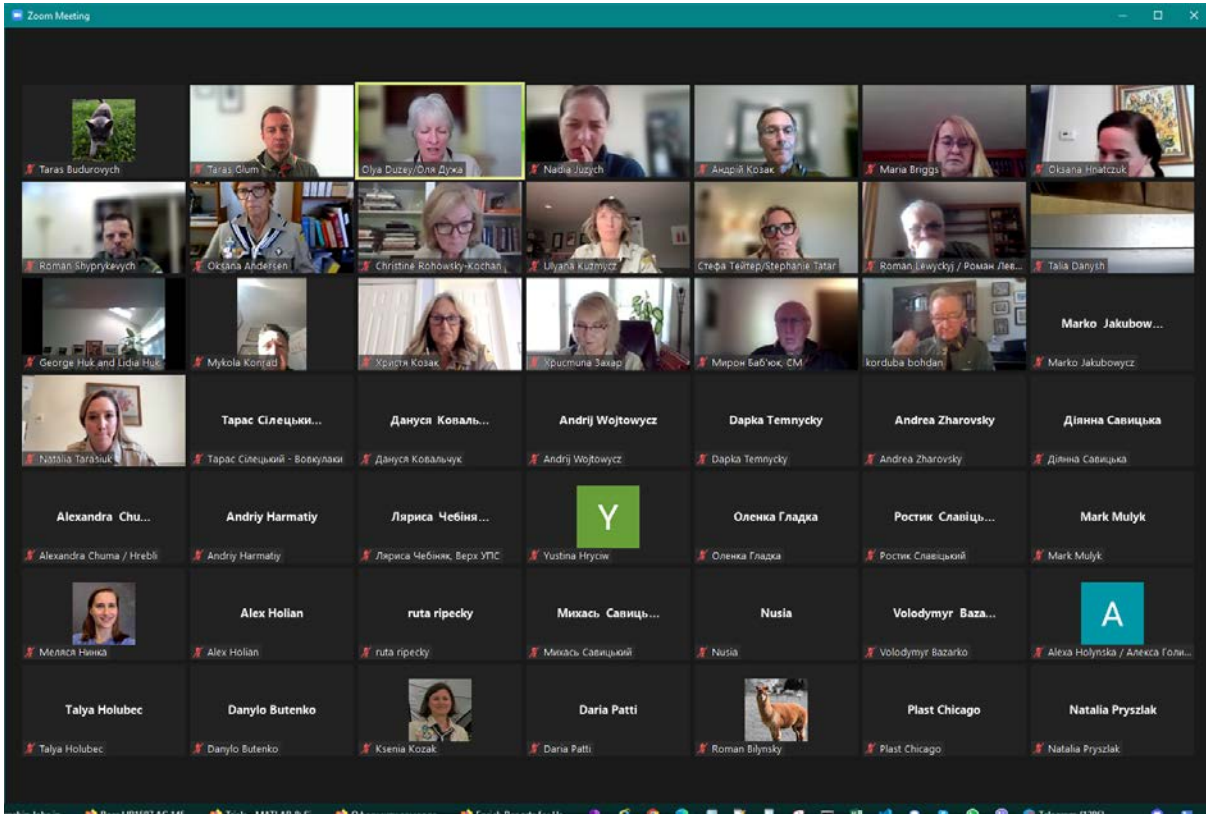 Zoom Meeting
Taras Budurovych
Taras Glum
Olya Duzey/Оля Дужа
Nadia Juzych
Андрій Козак
Maria Briggs
Oksana Hnatczuk
Roman Shyprykevych
Oksana Andersen
Christine Rohowsky-Kochan
Ulyana Kuzmycz
Стефа Тейтер/Stephanie Tatar
Roman Lewyckyj / Роман Лев...
Talia Danysh
George Huk and Lidia Huk
Mykola Konrad
Христя Козак
Христина Захар
Мирон Баб'юк, СМ
korduba bohdan
Marko Jakubow...
Marko Jakubowycz
Natalia Tarasiuk
Тарас Сілецьки...
Тарас Сілецький - Вовкулаки
Дануся Коваль...
Дануся Ковальчук
Andrij Wojtowycz
Andrij Wojtowycz
Dapka Temnycky
Dapka Temnycky
Andrea Zharovsky
Andrea Zharovsky
Діянна Савицька
Діянна Савицька
Alexandra Chu...
Alexandra Chuma / Hrebli
Andriy Harmatiy
Andriy Harmatiy
Ляриса Чебіня...
Ляриса Чебіняк, Верх УПС
Y
Yustina Hryciw
Оленка Гладка
Оленка Гладка
Ростик Славіць...
Ростик Славіцький
Mark Mulyk
Mark Mulyk
Меляся Нинка
Alex Holian
Alex Holian
ruta ripecky
ruta ripecky
Михась Савиць...
Михась Савицький
Nusia
Nusia
Volodymyr Baza...
Volodymyr Bazarko
A
Alexa Holynska / Алекса Голи...
Talya Holubec
Talya Holubec
Danylo Butenko
Danylo Butenko
Ksenia Kozak
Daria Patti
Daria Patti
Roman Bilynsky
Plast Chicago
Plast Chicago
Natalia Pryszlak
Natalia Pryszlak